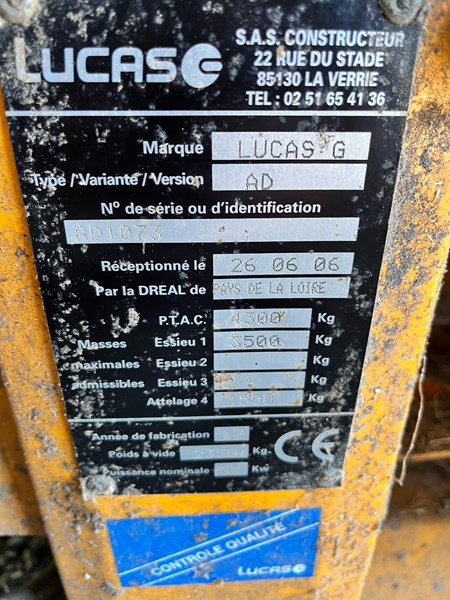 LUCAS G
S.A.S. CONSTRUCTEUR
22 RUE DU STADE
85130 LA VERRIE
TEL : 02 51 65 41 36
Marque LUCAS G
Type / Variante / Version AD
N° de série ou d'identification
AD1073
Réceptionné le 26 06 06
Par la DREAL de PAYS DE LA LOIRE
P.T.A.C. 4300 Kg
Masses Essieu 1 3500 Kg
maximales Essieu 2 Kg
admissibles Essieu 3 Kg
Attelage 4 Kg
Année de fabrication
Poids à vide Kg
Puissance nominale Kw
CE
CONTRÔLE QUALITÉ
LUCAS G